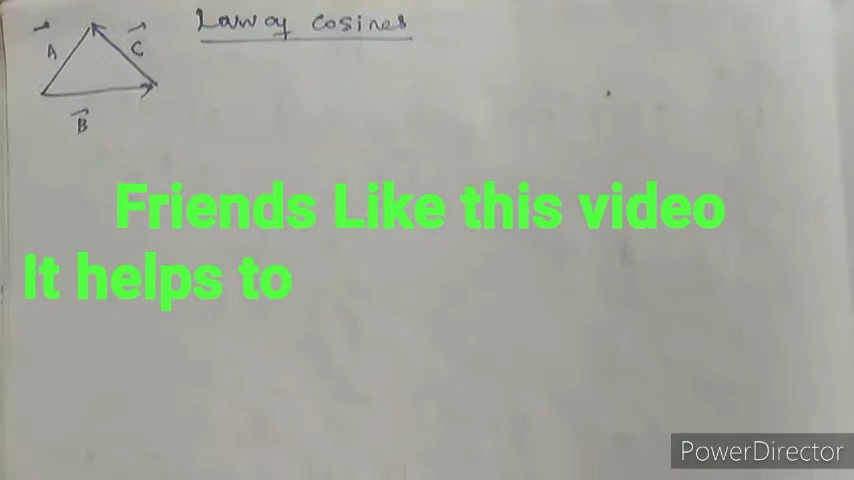 Law of cosines
A
C
B
Friends Like this video
It helps to
PowerDirector